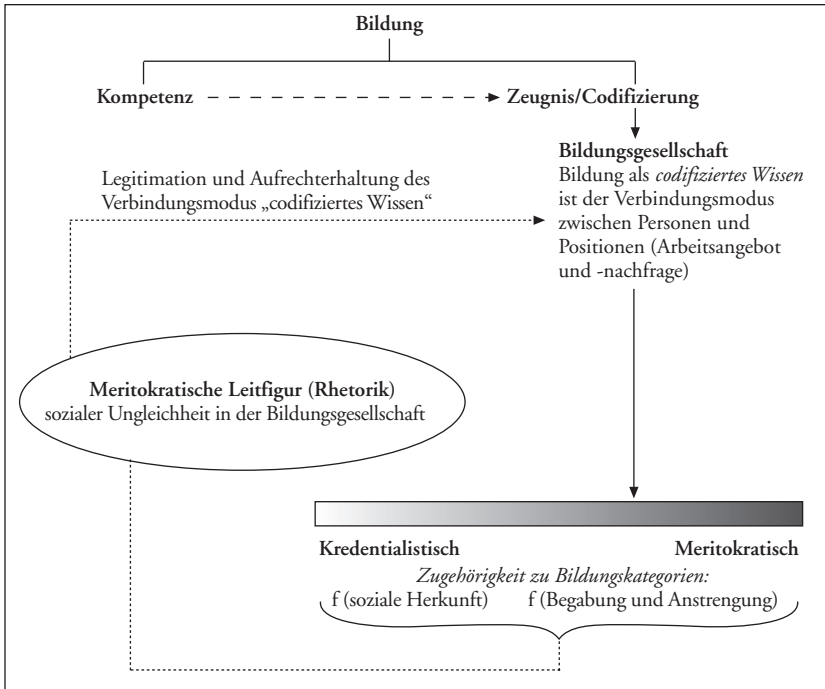 Bildung
Kompetenz
Zeugnis/Codifizierung
Bildungsgesellschaft
Bildung als codifiziertes Wissen
ist der Verbindungsmodus
zwischen Personen und
Positionen (Arbeitsangebot
und -nachfrage)
Legitimation und Aufrechterhaltung des
Verbindungsmodus „codifiziertes Wissen“
Meritokratische Leitfigur (Rhetorik)
sozialer Ungleichheit in der Bildungsgesellschaft
Kredentialistisch
Meritokratisch
Zugehörigkeit zu Bildungskategorien:
f (soziale Herkunft)
f (Begabung und Anstrengung)